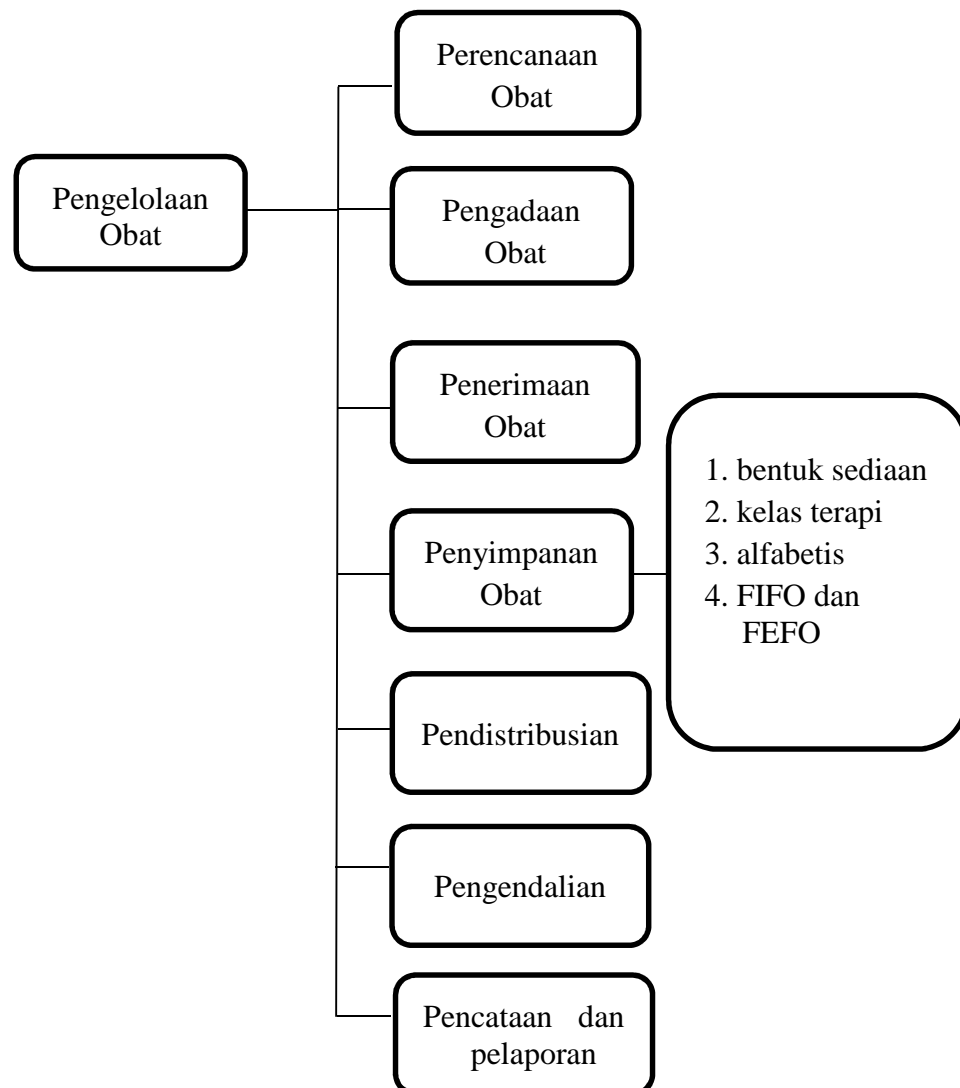 Perencanaan
Obat
Pengelolaan
Obat
Pengadaan
Obat
Penerimaan
Obat
1. bentuk sediaan
2. kelas terapi
3. alfabetis
4. FIFO dan
FEFO
Penyimpanan
Obat
Pendistribusian
Pengendalian
Pencataan dan
pelaporan